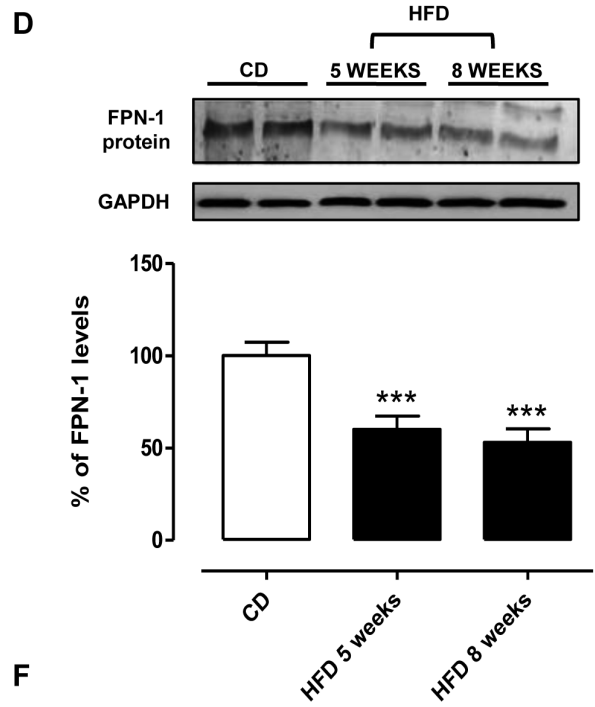 D
HFD
CD
5 WEEKS
8 WEEKS
FPN-1
protein
GAPDH
150
100
50
0
% of FPN-1 levels
***
***
CD
HFD 5 weeks
HFD 8 weeks
F